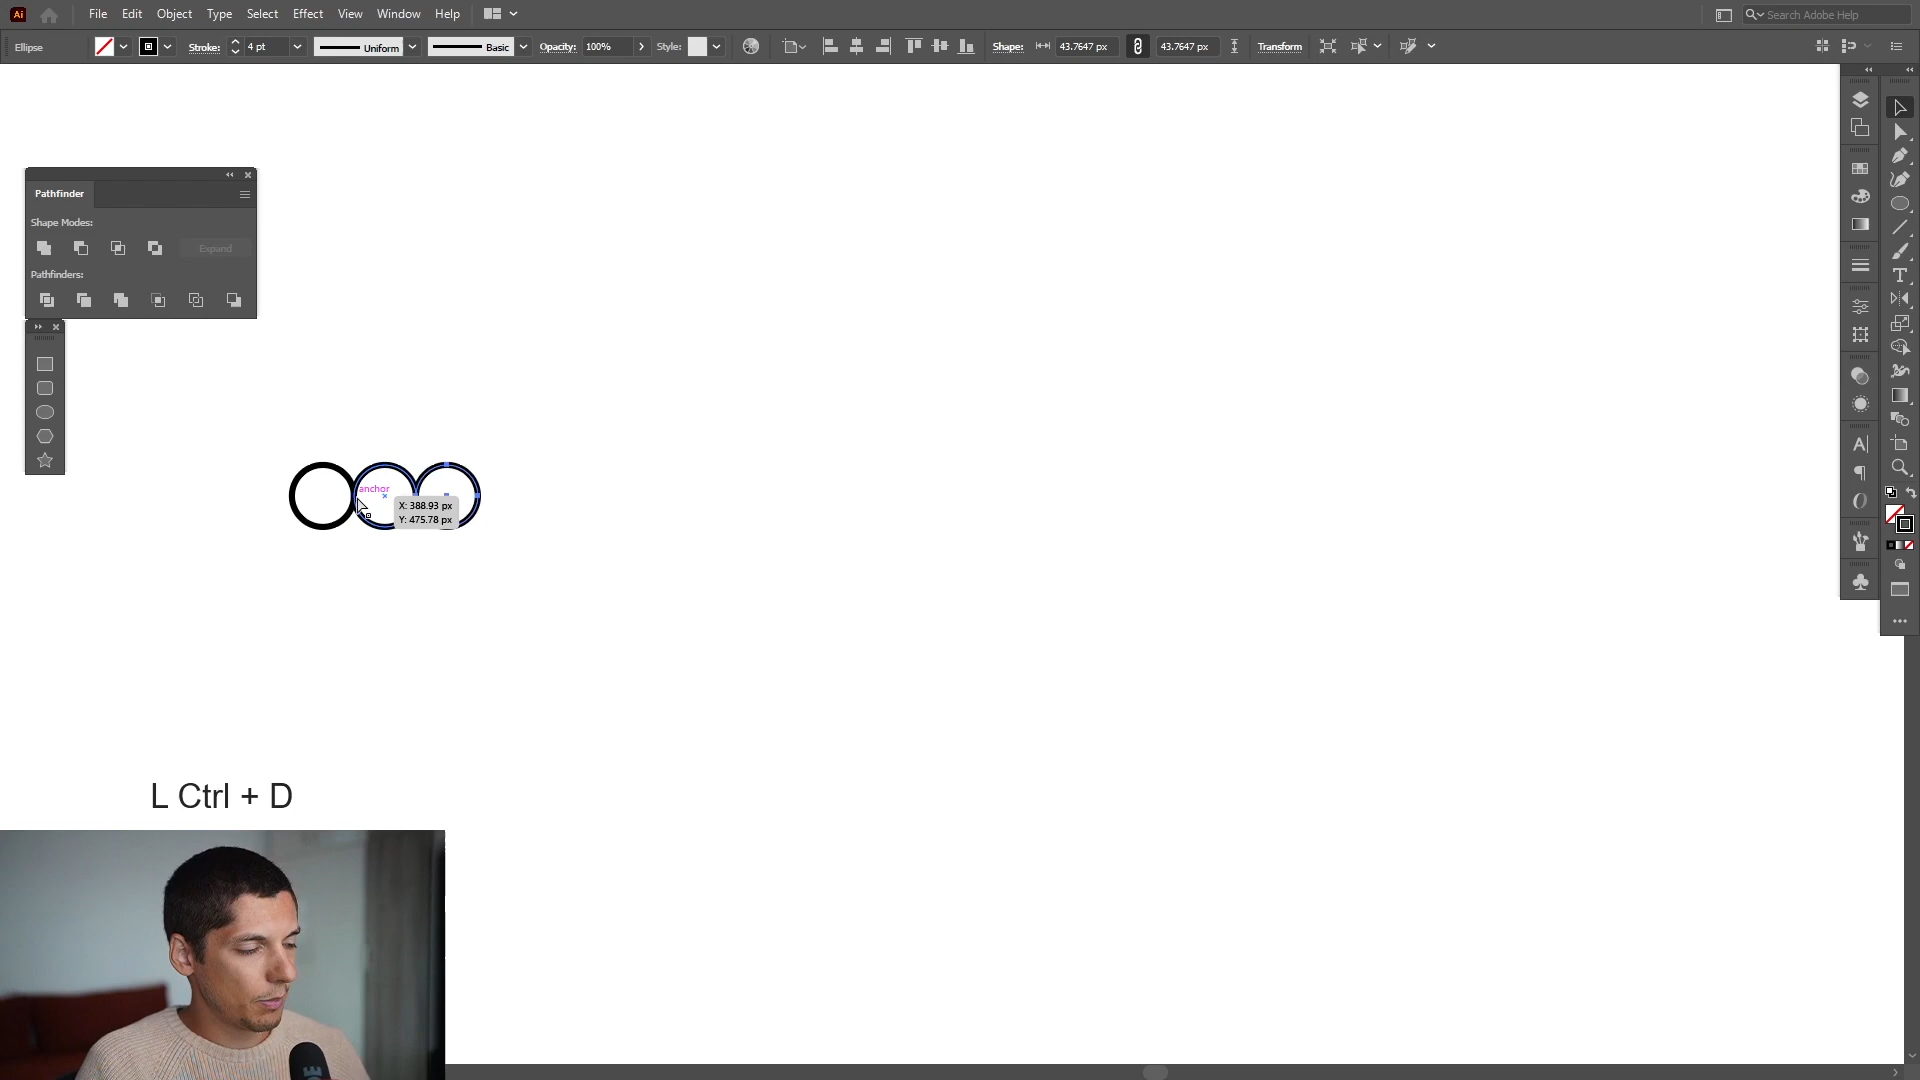 Ai File Edit Object Type Select Effect View Window Help Search Adobe Help
Ellipse Stroke: 4 pt Uniform Basic Opacity: 100% Style: Shape: 43.7647 px 43.7647 px Transform
Pathfinder
Shape Modes:
Expand
Pathfinders:
anchor
X: 388.93 px
Y: 475.78 px
L Ctrl + D